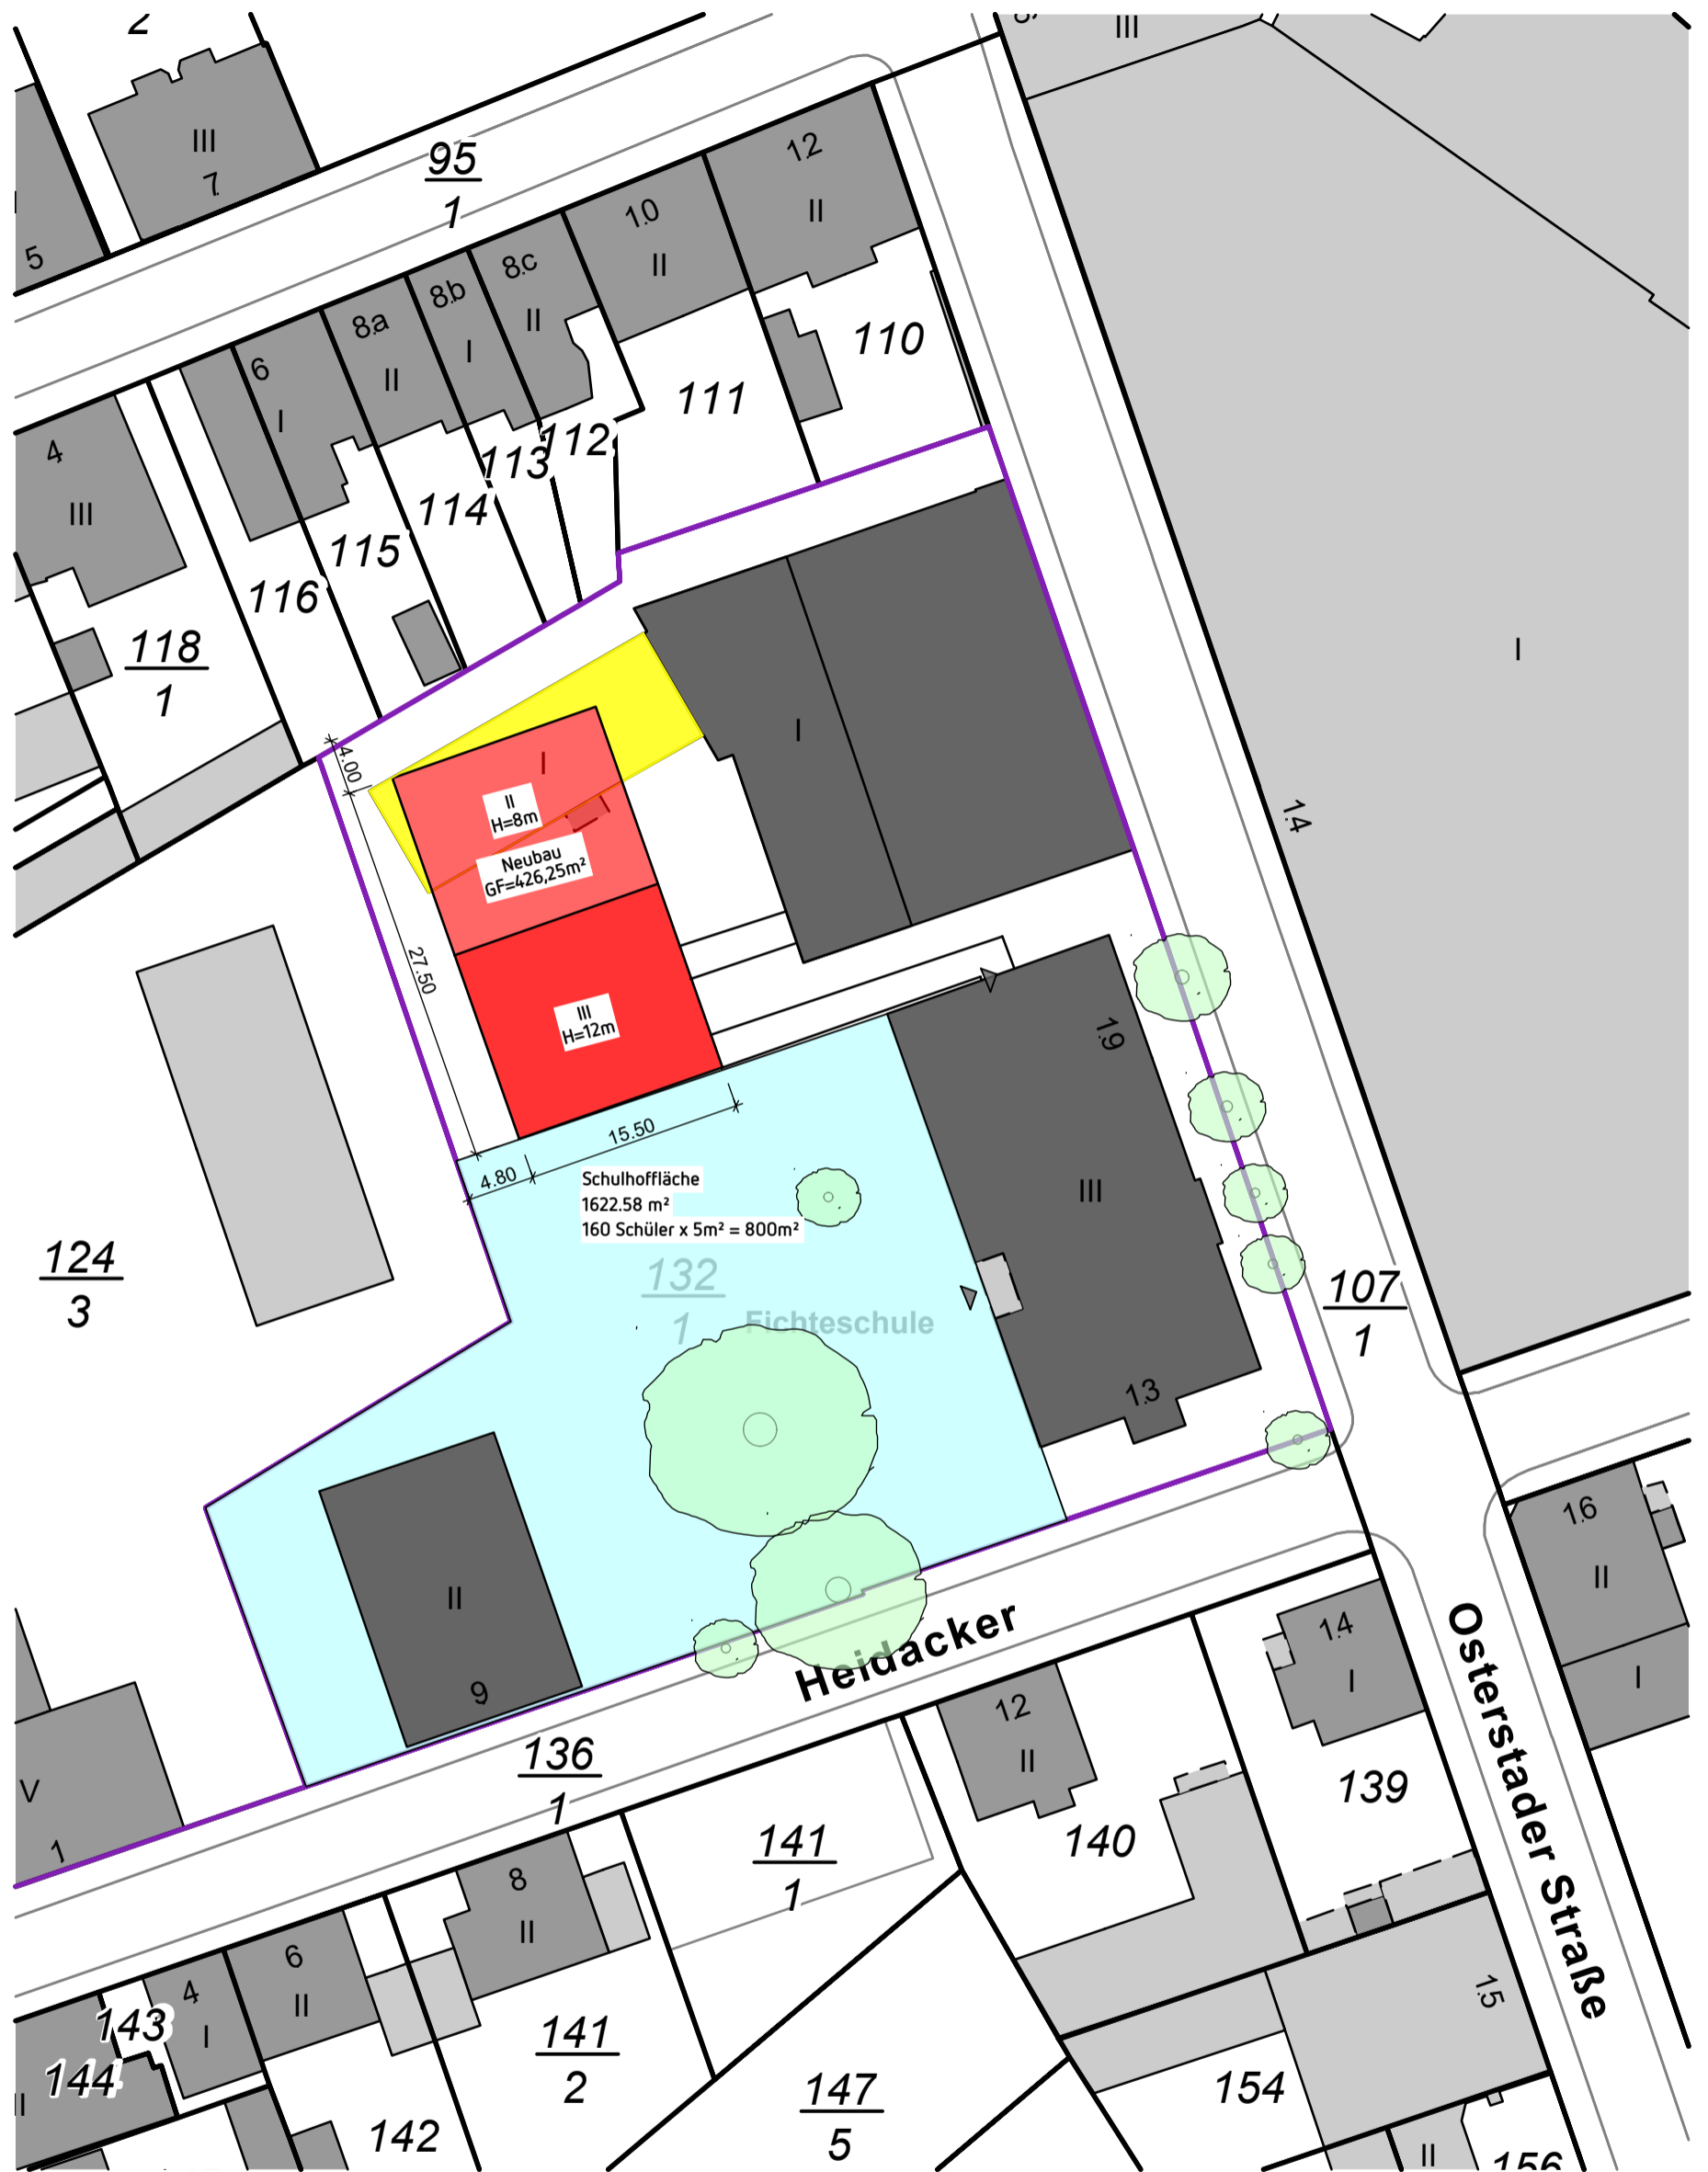 2
III
III
7
5
95
1
12
II
10
II
8c
II
8b
I
8a
II
6
I
4
III
110
111
112
113
114
115
116
118
1
I
4.00
I
II
H=8m
Neubau
GF=426,25m²
I
14
27.50
III
H=12m
19
15.50
4.80
Schulhoffläche
1622.58 m²
160 Schüler x 5m² = 800m²
III
132
1
Fichteschule
124
3
107
1
13
II
9
16
II
I
Heidacker
Osterstader Straße
14
I
12
II
136
1
139
140
141
1
V
1
8
II
6
II
4
I
143
144
II
141
2
142
147
5
154
15
II
156